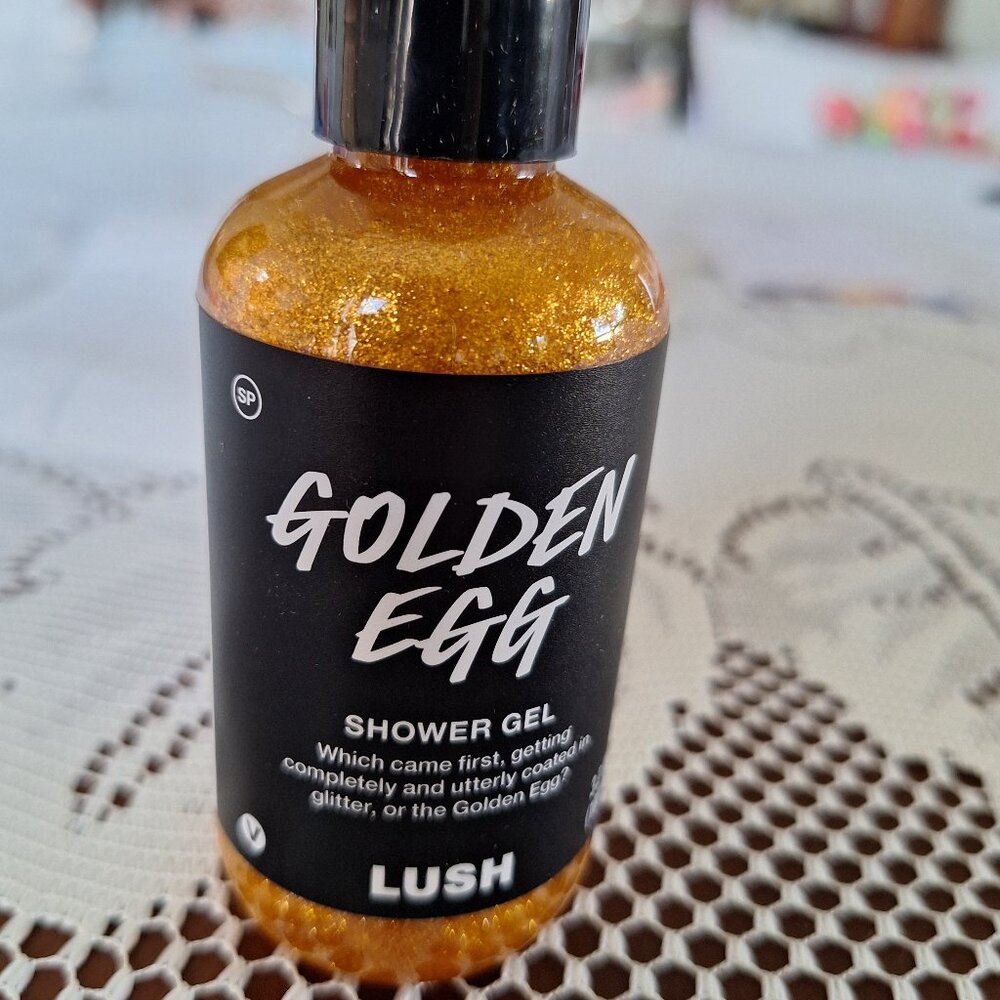 SP
GOLDEN
EGG
SHOWER GEL
Which came first, getting
completely and utterly coated in
glitter, or the Golden Egg?
V
LUSH